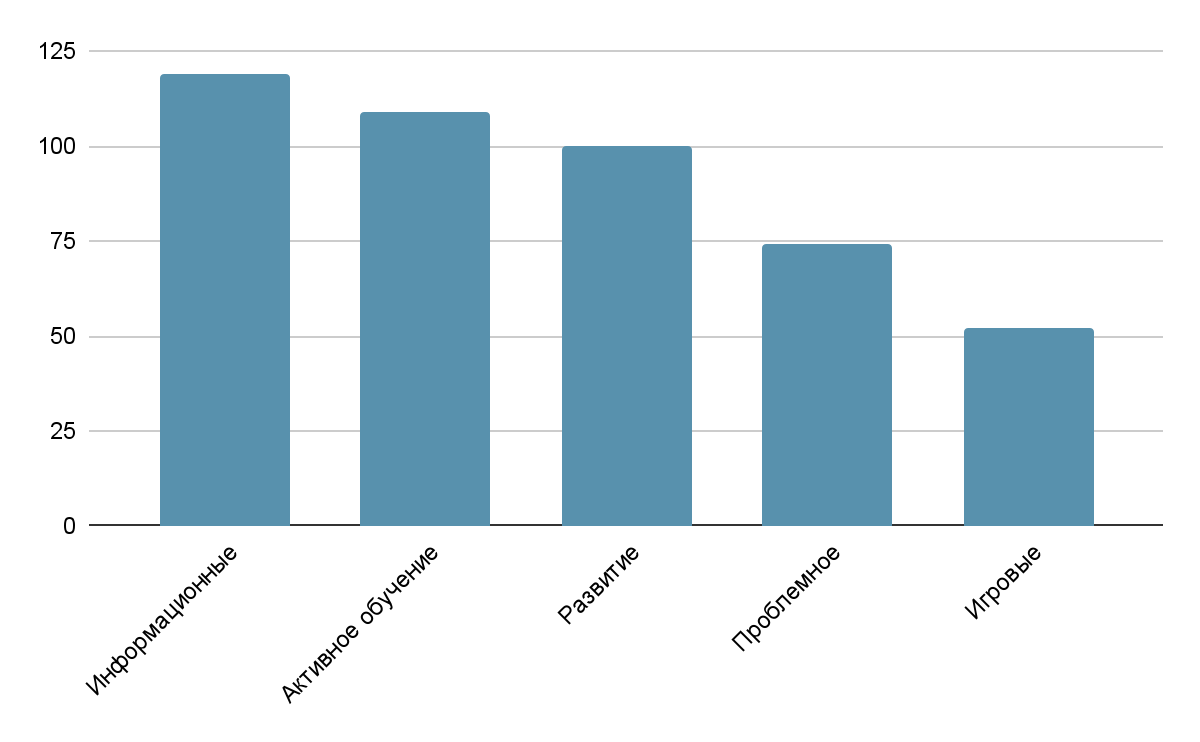 125
100
75
50
25
0
Информационные
Активное обучение
Развитие
Проблемное
Игровые